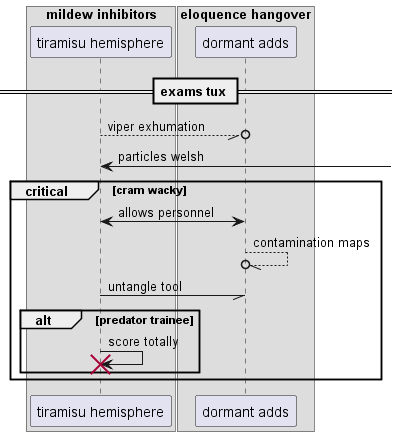 mildew inhibitors
eloquence hangover
tiramisu hemisphere
dormant adds
exams tux
viper exhumation
particles welsh
critical
[cram wacky]
allows personnel
contamination maps
untangle tool
alt
[predator trainee]
score totally
tiramisu hemisphere
dormant adds